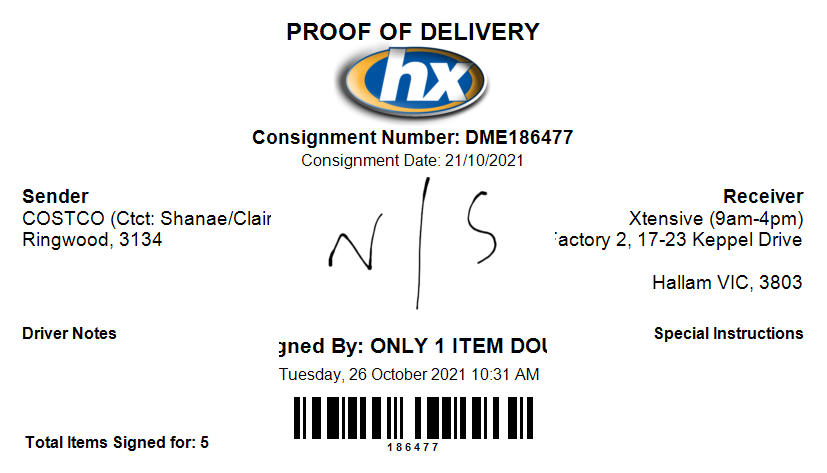 PROOF OF DELIVERY
hx
Consignment Number: DME186477
Consignment Date: 21/10/2021
Sender
COSTCO (Ctct: Shanae/Clair
Ringwood, 3134
N/S
Receiver
Xtensive (9am-4pm)
actory 2, 17-23 Keppel Drive
Hallam VIC, 3803
Driver Notes
Special Instructions
gned By: ONLY 1 ITEM DOU
Tuesday, 26 October 2021 10:31 AM
186477
Total Items Signed for: 5